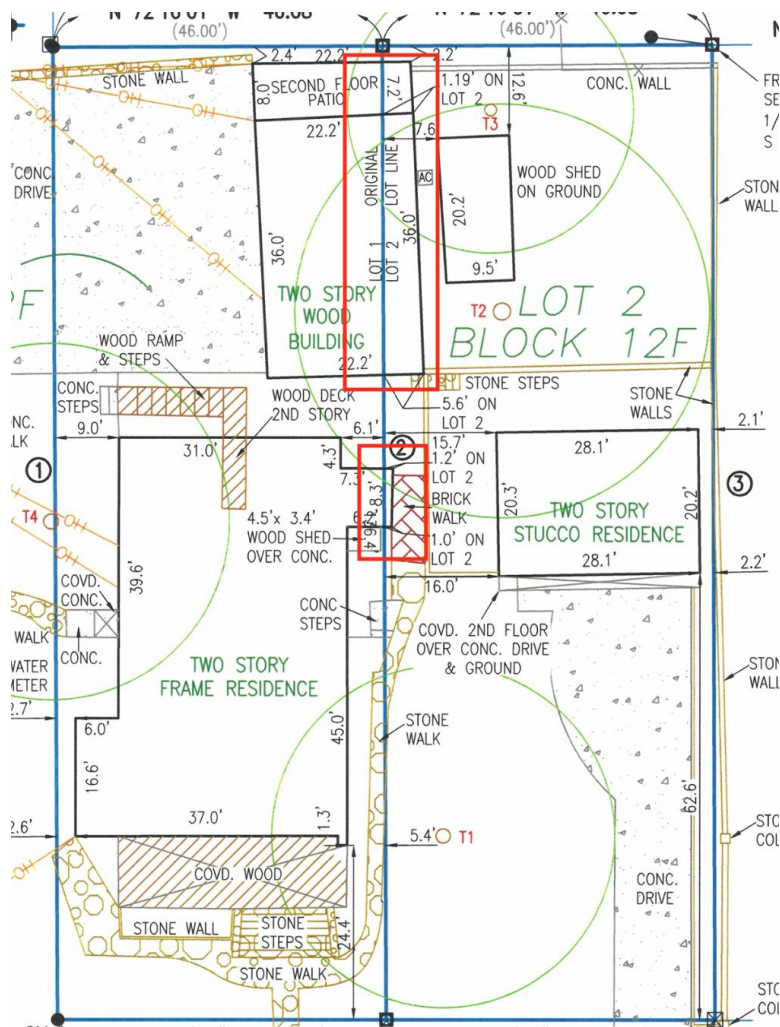 N 72°16'01" W 46.08'
(46.00')
(46.00')
2.4'
22.2'
2.2'
STONE WALL
8.0'
SECOND FLOOR
PATIO
7.2'
1.19' ON
LOT 2
12.6'
CONC. WALL
22.2'
7.6'
T3
CONC.
DRIVE
ORIGINAL
LOT LINE
AC
WOOD SHED
ON GROUND
STONE
WALL
20.2'
36.0'
36.0'
LOT 1
LOT 2
9.5'
TWO STORY
WOOD
BUILDING
T2
LOT 2
BLOCK 12F
WOOD RAMP
& STEPS
22.2'
CONC.
STEPS
WOOD DECK
2ND STORY
STONE STEPS
STONE
WALLS
5.6' ON
LOT 2
9.0'
31.0'
6.1'
15.7'
28.1'
2.1'
4.3'
7.3'
1.2' ON
LOT 2
1
2
3
8.3'
BRICK
WALK
20.3'
TWO STORY
STUCCO RESIDENCE
20.2'
T4
4.5' x 3.4'
WOOD SHED
OVER CONC.
1.0' ON
LOT 2
28.1'
2.2'
39.6'
16.0'
COVD.
CONC.
CONC
STEPS
COVD. 2ND FLOOR
OVER CONC. DRIVE
& GROUND
WALK
CONC.
WATER
METER
TWO STORY
FRAME RESIDENCE
2.7'
6.0'
45.0'
STONE
WALK
16.6'
62.6'
2.6'
37.0'
1.3'
5.4'
T1
COVD. WOOD
CONC.
DRIVE
STONE WALL
STONE
STEPS
24.4'
STONE WALK